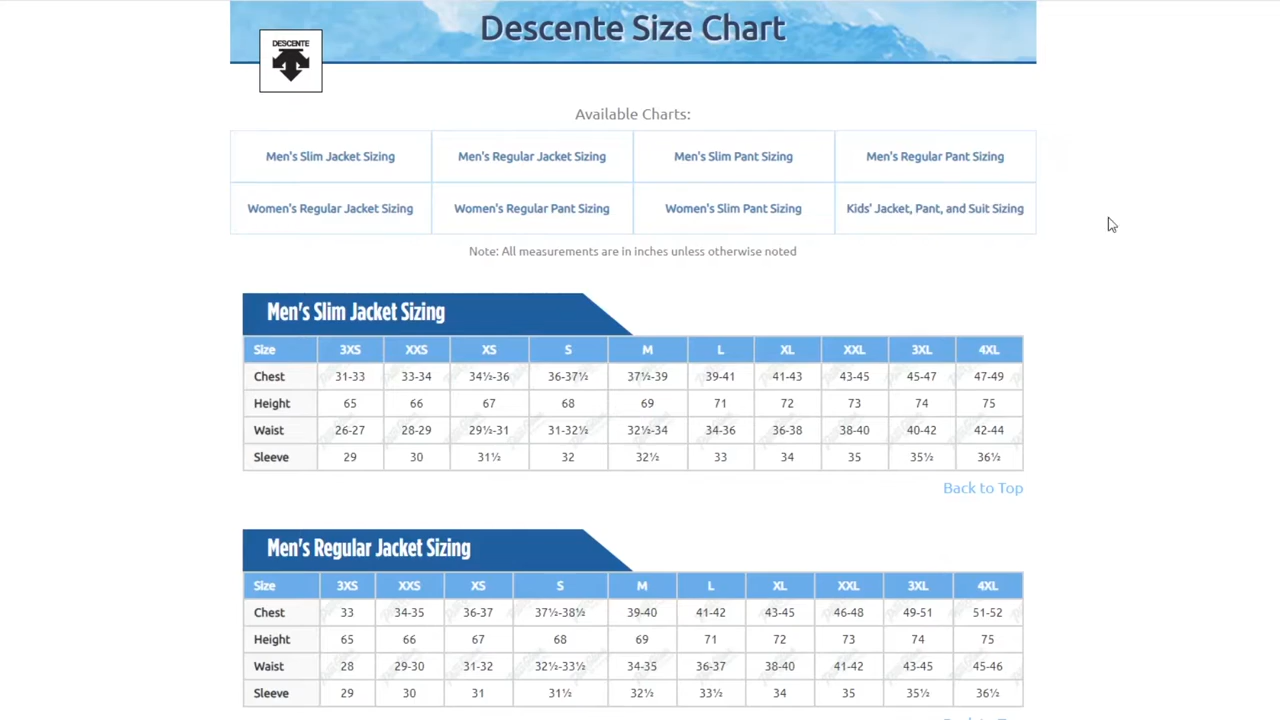 Descente Size Chart
DESCENTE
Available Charts:
Men's Slim Jacket Sizing Men's Regular Jacket Sizing Men's Slim Pant Sizing Men's Regular Pant Sizing
Women's Regular Jacket Sizing Women's Regular Pant Sizing Women's Slim Pant Sizing Kids' Jacket, Pant, and Suit Sizing
Note: All measurements are in inches unless otherwise noted
Men's Slim Jacket Sizing
Size 3XS XXS XS S M L XL XXL 3XL 4XL
Chest 31-33 33-34 34½-36 36-37½ 37½-39 39-41 41-43 43-45 45-47 47-49
Height 65 66 67 68 69 71 72 73 74 75
Waist 26-27 28-29 29½-31 31-32½ 32½-34 34-36 36-38 38-40 40-42 42-44
Sleeve 29 30 31½ 32 32½ 33 34 35 35½ 36½
Back to Top
Men's Regular Jacket Sizing
Size 3XS XXS XS S M L XL XXL 3XL 4XL
Chest 33 34-35 36-37 37½-38½ 39-40 41-42 43-45 46-48 49-51 51-52
Height 65 66 67 68 69 71 72 73 74 75
Waist 28 29-30 31-32 32½-33½ 34-35 36-37 38-40 41-42 43-45 45-46
Sleeve 29 30 31 31½ 32½ 33½ 34 35 35½ 36½